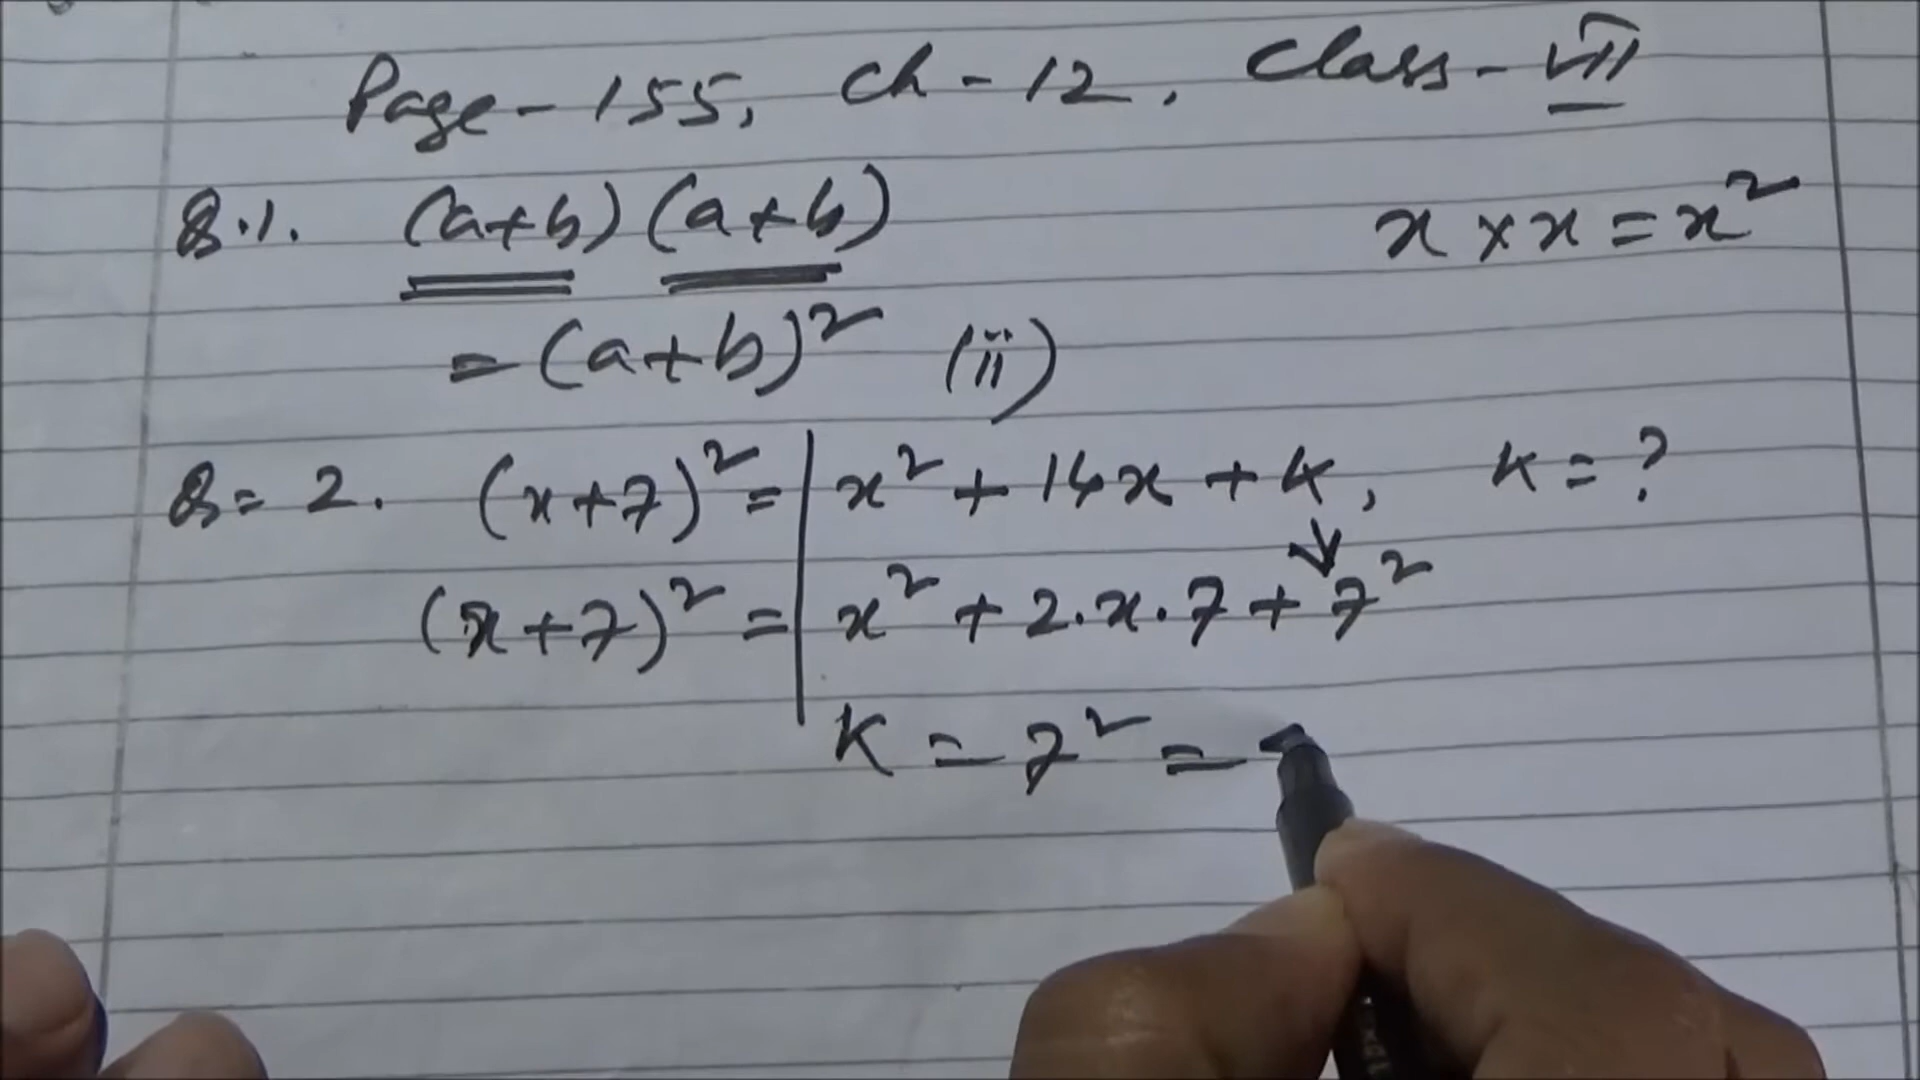 Page - 155, Ch - 12, Class - VII
Q.1. (a+b) (a+b)
x × x = x²
= (a+b)² (ii)
Q = 2. (x+7)² = x² + 14x + k, k = ?
(x+7)² = x² + 2.x.7 + 7²
K = 7² =